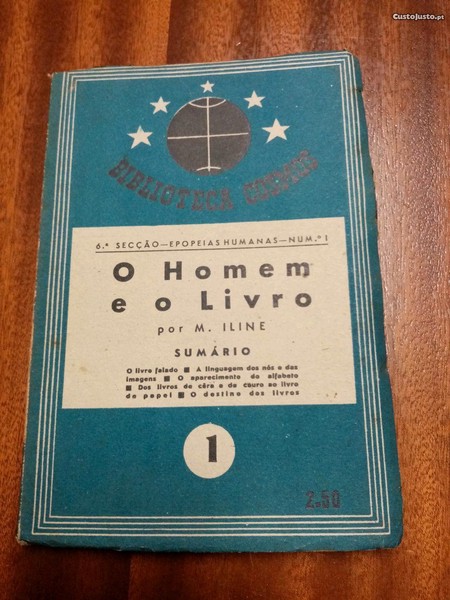 CustoJusto.pt
BIBLIOTECA COSMOS
6.ª SECÇÃO—EPOPEIAS HUMANAS—NUM.º 1
O Homem
e o Livro
por M. ILINE
SUMÁRIO
O livro falado ■ A linguagem dos nós e das
imagens ■ O aparecimento do alfabeto
■ Dos livros de cêra e de couro ao livro
de papel ■ O destino dos livros
1
2.50